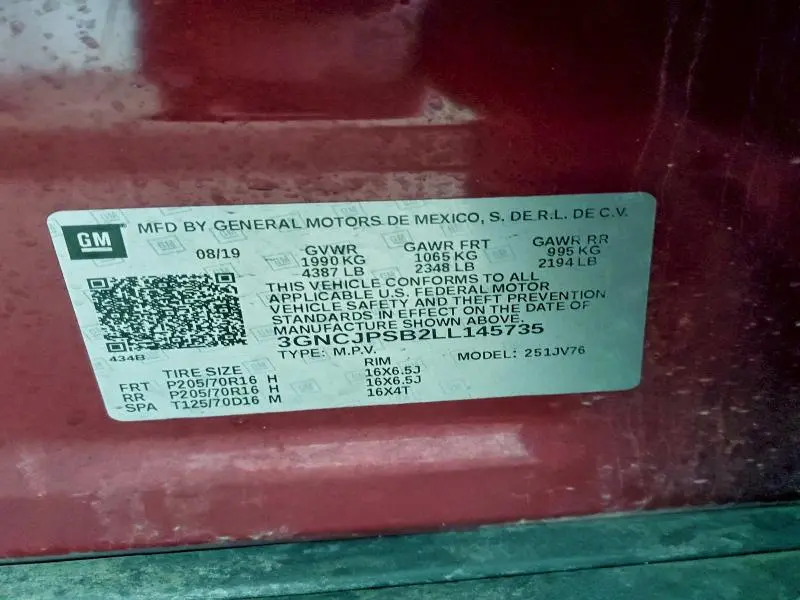 GM
MFD BY GENERAL MOTORS DE MEXICO, S. DE R.L. DE C.V.
08/19 GVWR GAWR FRT GAWR RR
1990 KG 1065 KG 995 KG
4387 LB 2348 LB 2194 LB
THIS VEHICLE CONFORMS TO ALL
APPLICABLE U.S. FEDERAL MOTOR
VEHICLE SAFETY AND THEFT PREVENTION
STANDARDS IN EFFECT ON THE DATE OF
MANUFACTURE SHOWN ABOVE.
3GNCJPSB2LL145735
434B
TYPE: M.P.V. MODEL: 251JV76
TIRE SIZE RIM
FRT P205/70R16 H 16X6.5J
RR P205/70R16 H 16X6.5J
SPA T125/70D16 M 16X4T